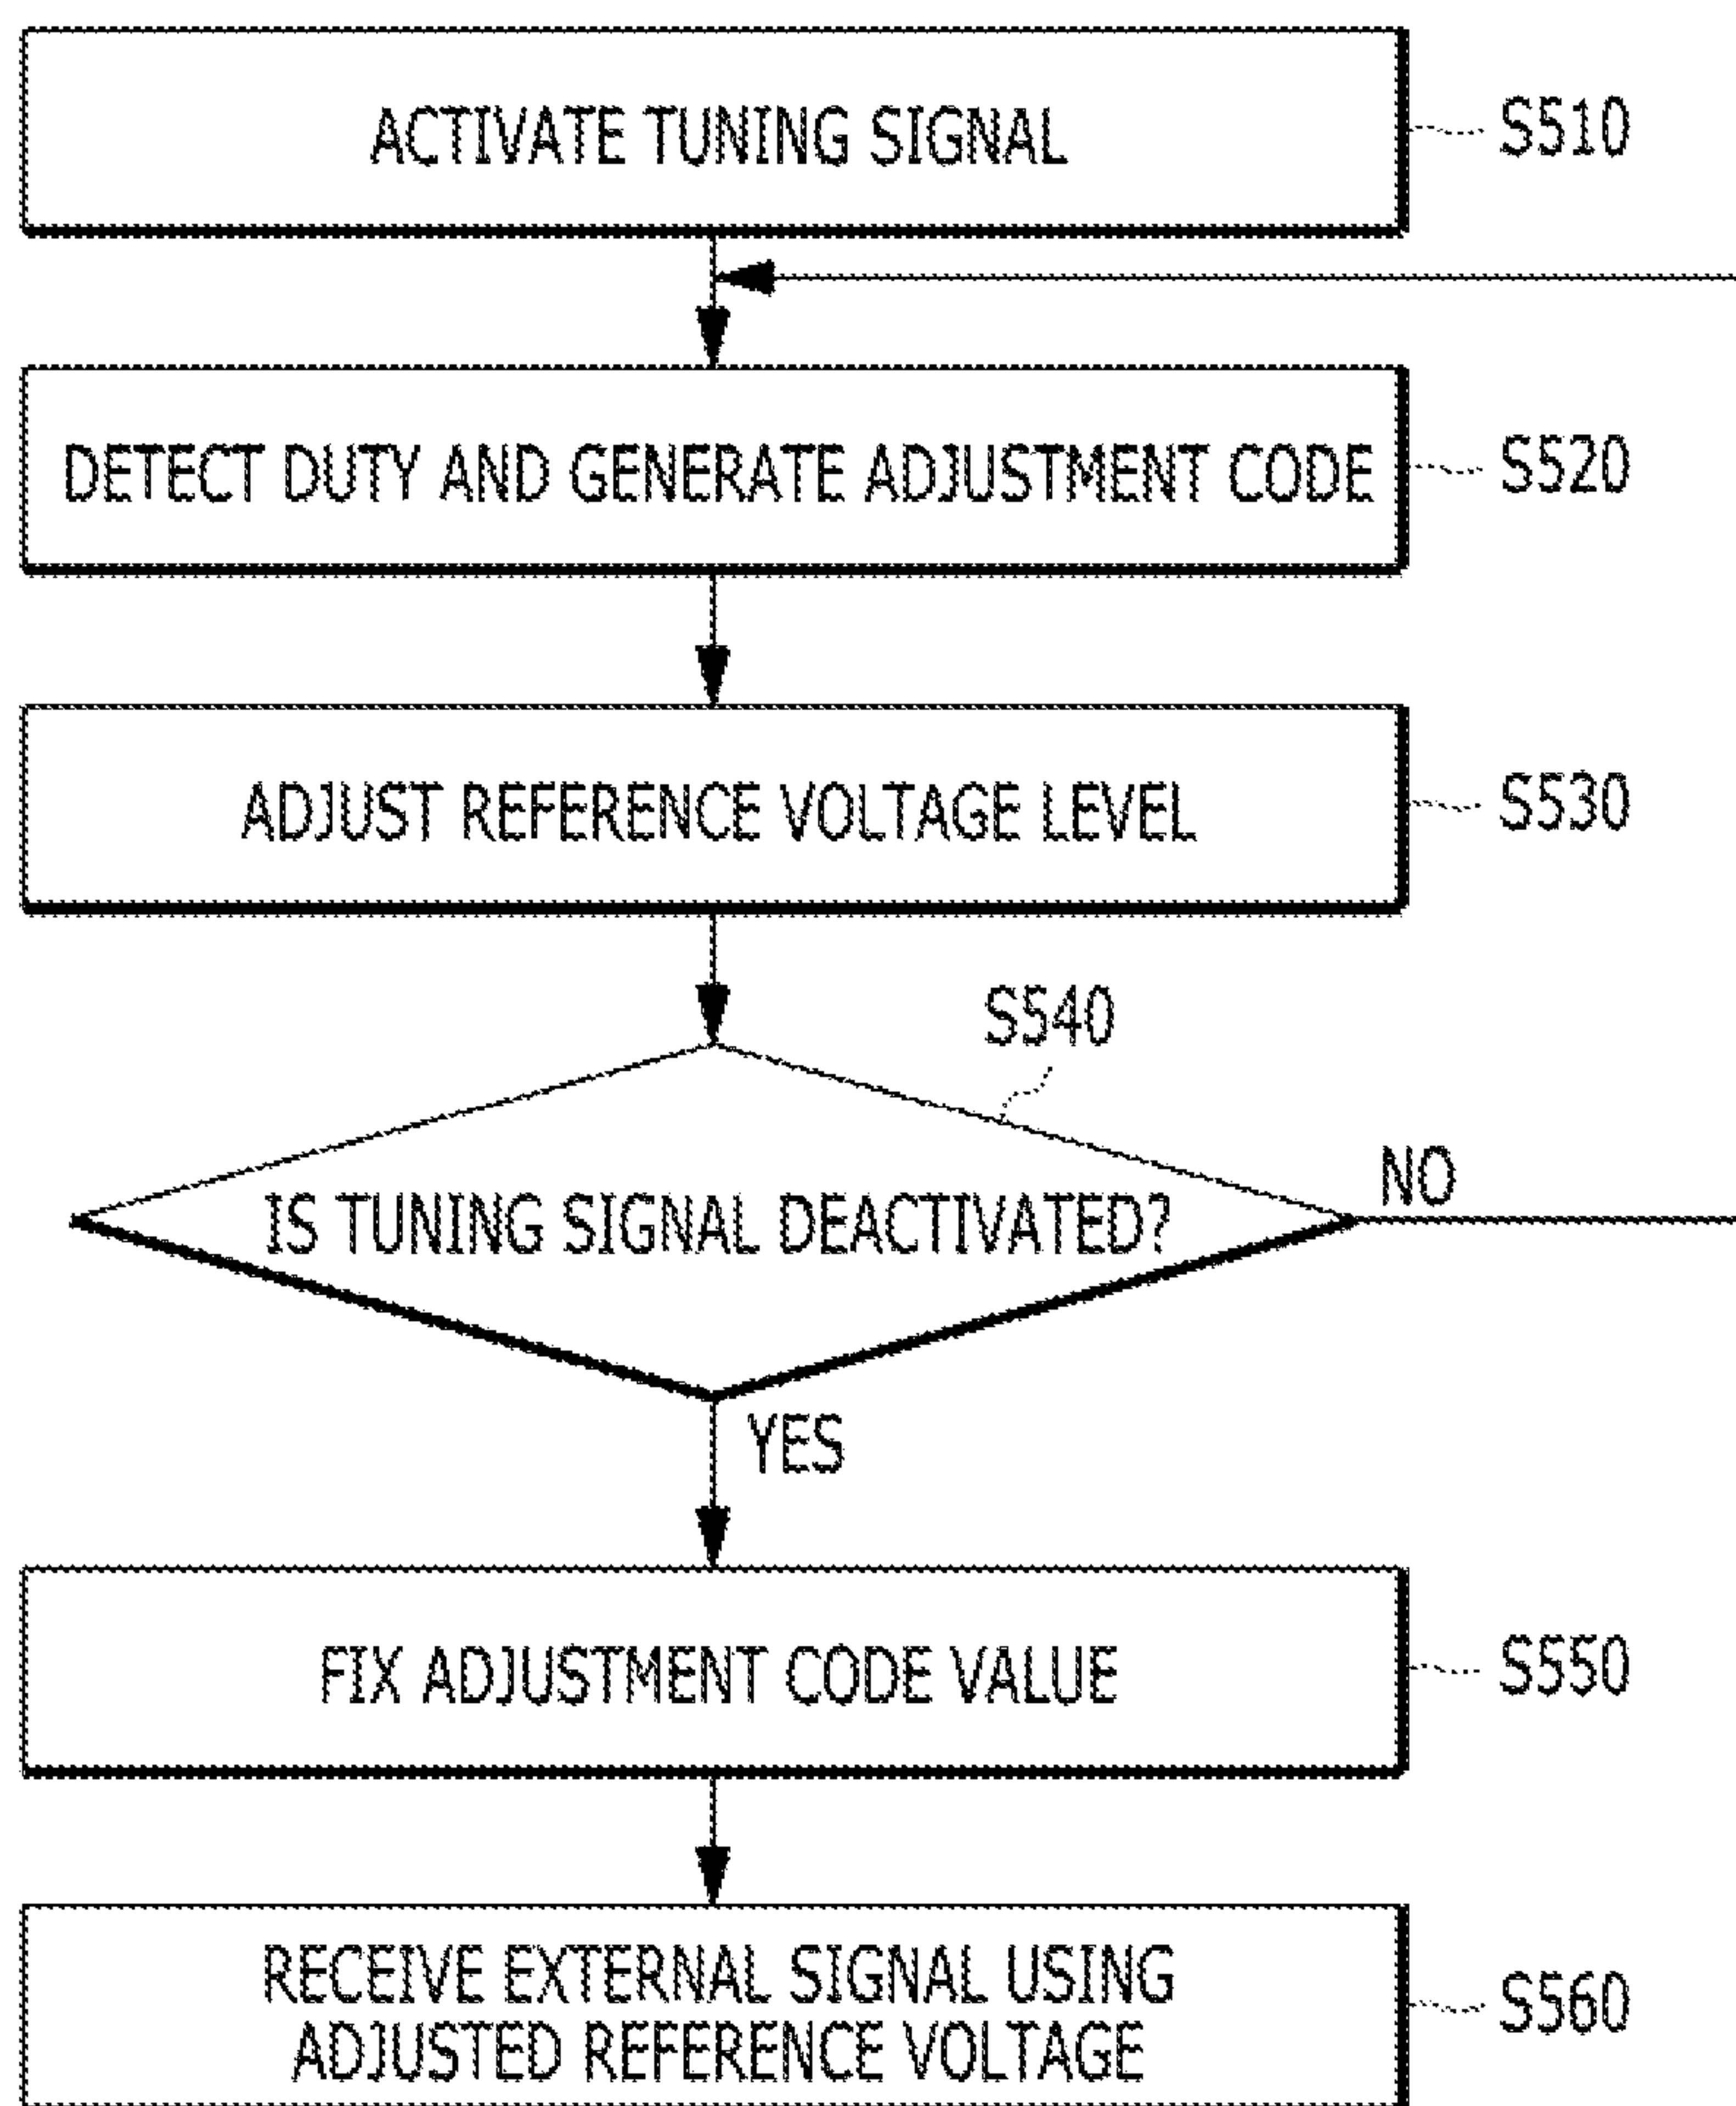 ACTIVATE TUNING SIGNAL
S510
DETECT DUTY AND GENERATE ADJUSTMENT CODE
S520
ADJUST REFERENCE VOLTAGE LEVEL
S530
S540
IS TUNING SIGNAL DEACTIVATED?
NO
YES
FIX ADJUSTMENT CODE VALUE
S550
RECEIVE EXTERNAL SIGNAL USING
ADJUSTED REFERENCE VOLTAGE
S560